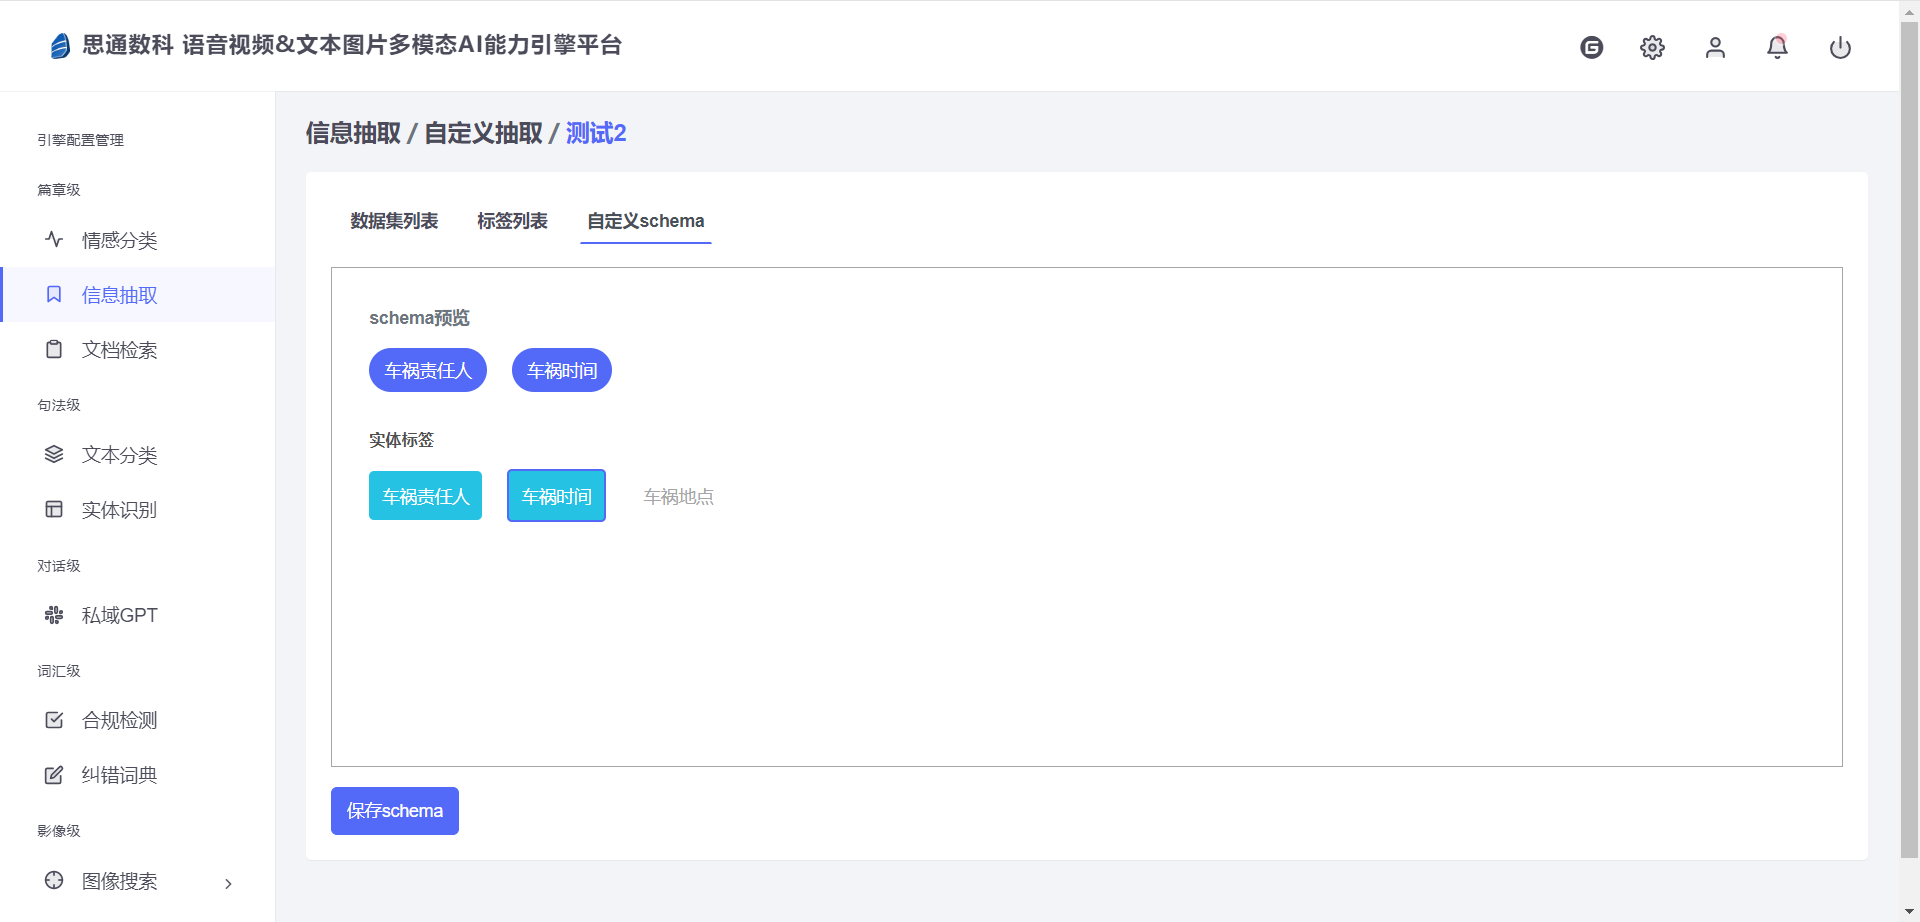 思通数科 语音视频&文本图片多模态AI能力引擎平台
引擎配置管理
篇章级
情感分类
信息抽取
文档检索
句法级
文本分类
实体识别
对话级
私域GPT
词汇级
合规检测
纠错词典
影像级
图像搜索
信息抽取 / 自定义抽取 / 测试2
数据集列表 标签列表 自定义schema
schema预览
车祸责任人 车祸时间
实体标签
车祸责任人 车祸时间 车祸地点
保存schema